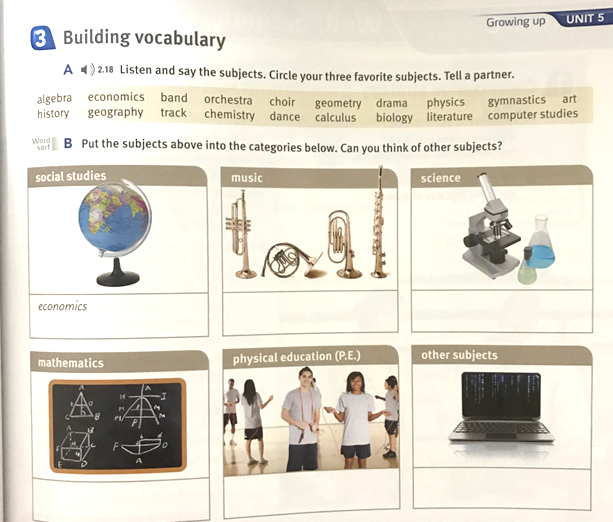 Growing up UNIT 5
3 Building vocabulary
A 2.18 Listen and say the subjects. Circle your three favorite subjects. Tell a partner.
algebra economics band orchestra choir geometry drama physics gymnastics art
history geography track chemistry dance calculus biology literature computer studies
Word sort B Put the subjects above into the categories below. Can you think of other subjects?
social studies music science
economics
mathematics physical education (P.E.) other subjects